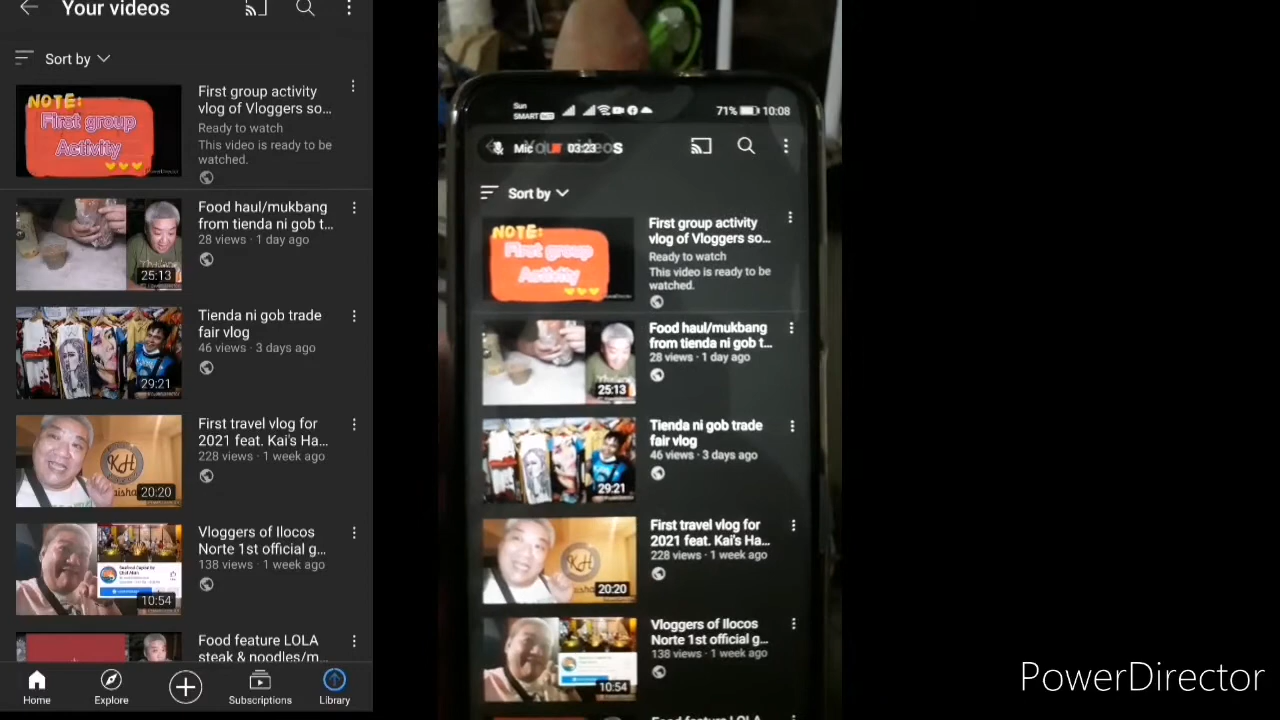 Your videos
Sort by
NOTE:
First group
Activity
First group activity
vlog of Vloggers so...
Ready to watch
This video is ready to be
watched.
25:13
Food haul/mukbang
from tienda ni gob t...
28 views · 1 day ago
29:21
Tienda ni gob trade
fair vlog
46 views · 3 days ago
KH
20:20
First travel vlog for
2021 feat. Kai's Ha...
228 views · 1 week ago
10:54
Vloggers of Ilocos
Norte 1st official g...
138 views · 1 week ago
Food feature LOLA
steak & noodles/m...
Home
Explore
Subscriptions
Library
Sun
SMART
71%
10:08
Mic
03:23
Your videos
Sort by
NOTE:
First group
Activity
First group activity
vlog of Vloggers so...
Ready to watch
This video is ready to be
watched.
25:13
Food haul/mukbang
from tienda ni gob t...
28 views · 1 day ago
29:21
Tienda ni gob trade
fair vlog
46 views · 3 days ago
KH
20:20
First travel vlog for
2021 feat. Kai's Ha...
228 views · 1 week ago
10:54
Vloggers of Ilocos
Norte 1st official g...
138 views · 1 week ago
PowerDirector